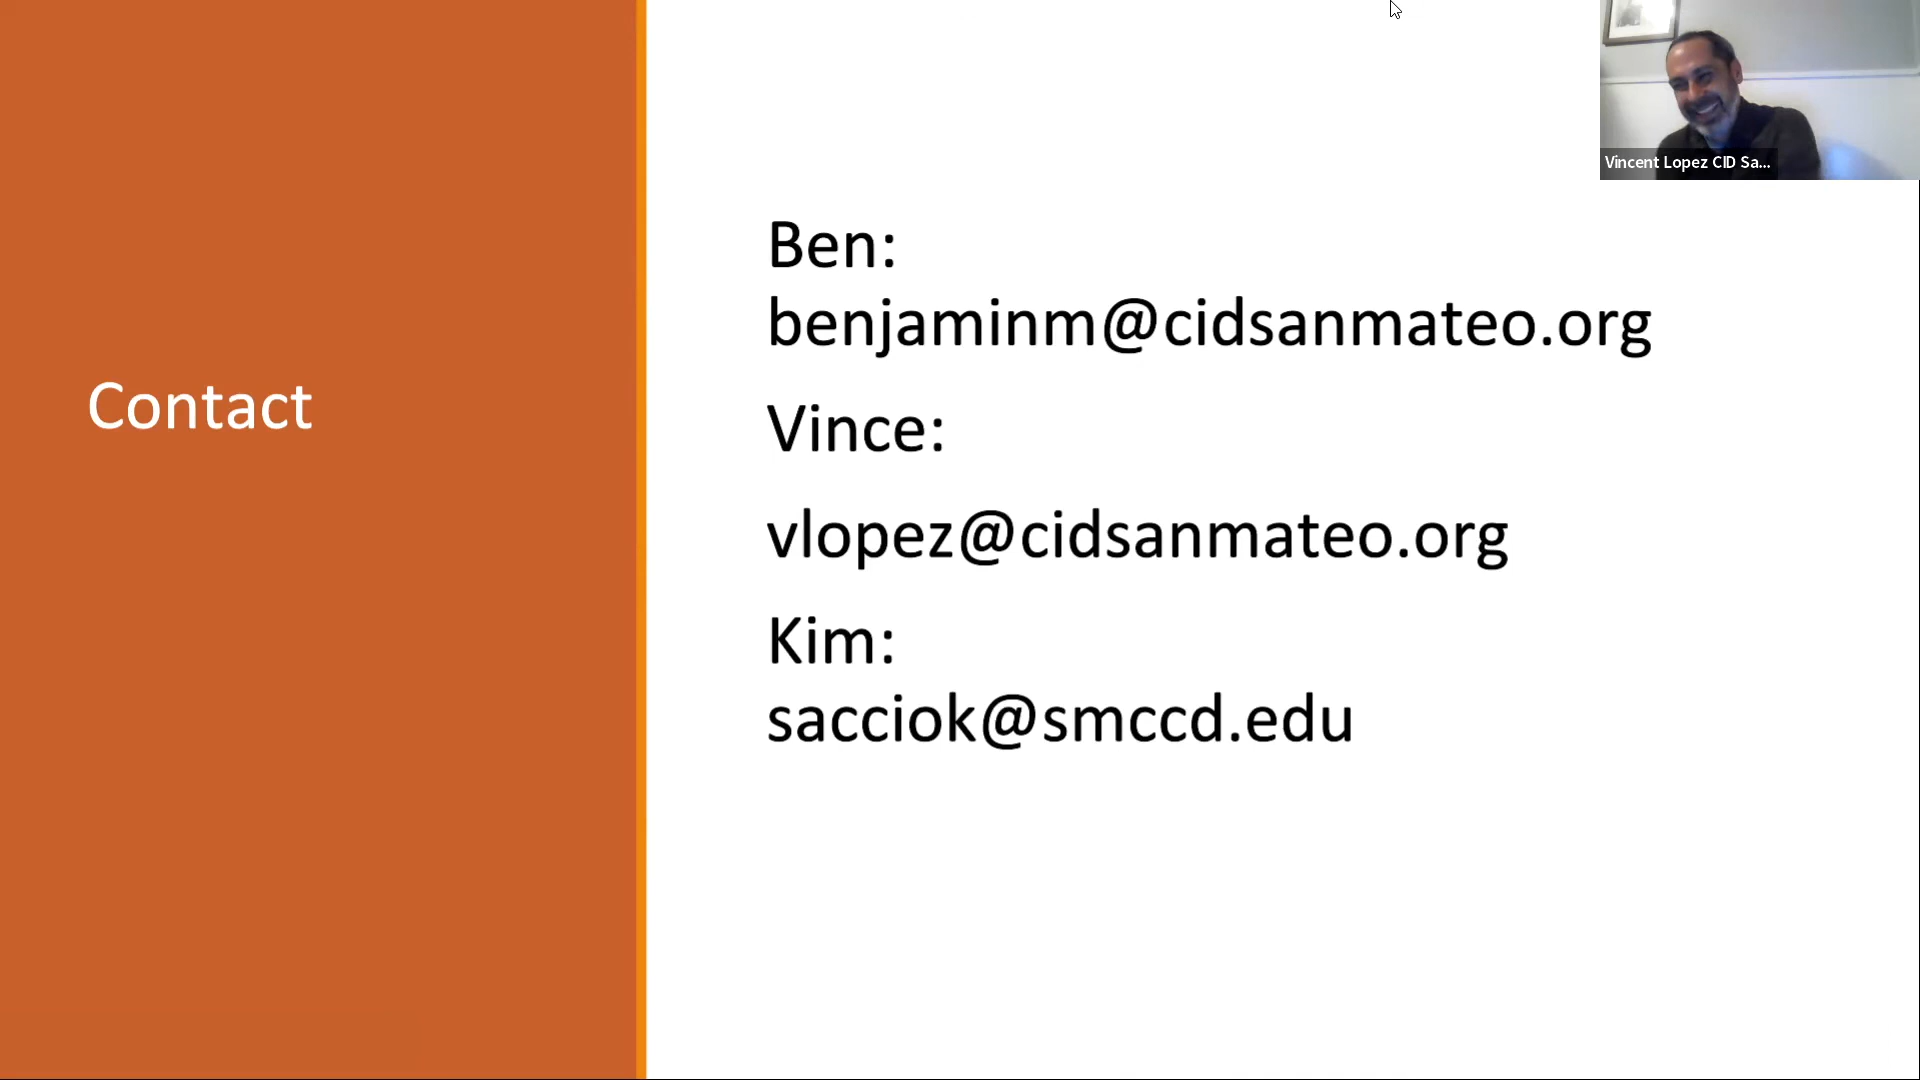 Contact
Ben:
benjaminm@cidsanmateo.org
Vince:
vlopez@cidsanmateo.org
Kim:
sacciok@smccd.edu
Vincent Lopez CID Sa...